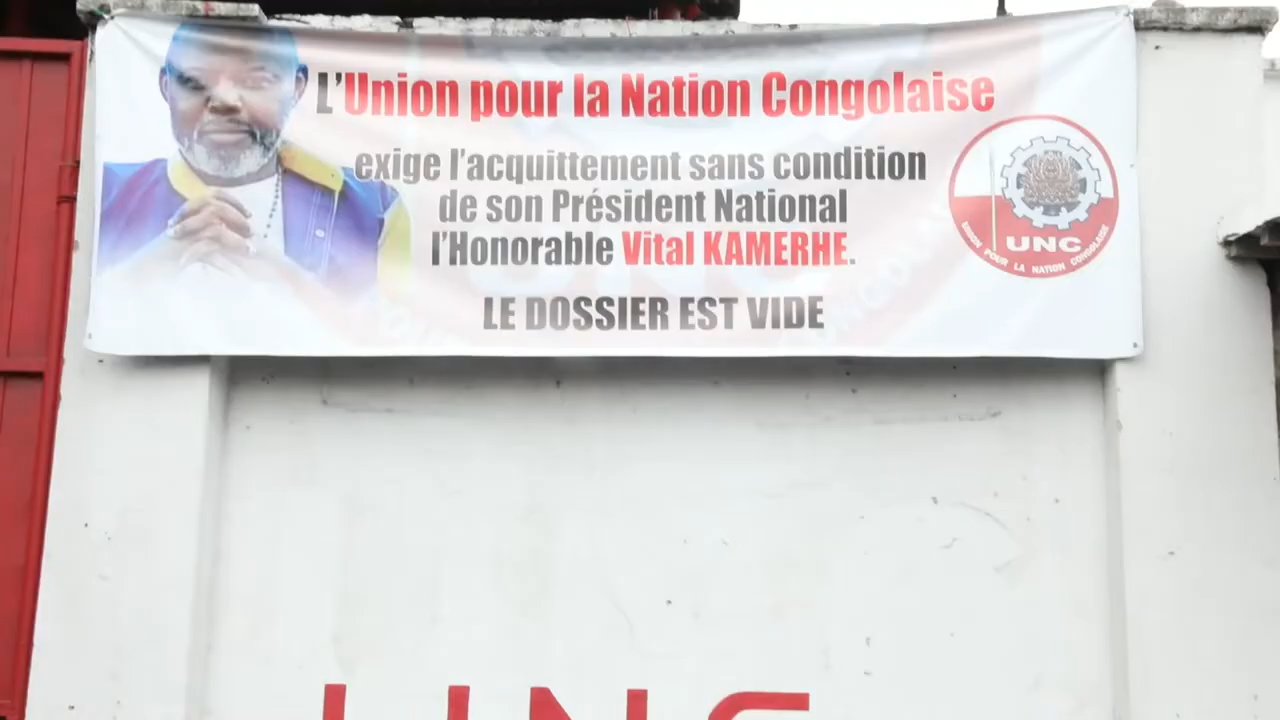 L'Union pour la Nation Congolaise
exige l'acquittement sans condition
de son Président National
l'Honorable Vital KAMERHE.
LE DOSSIER EST VIDE
UNC
UNION POUR LA NATION CONGOLAISE
UNC